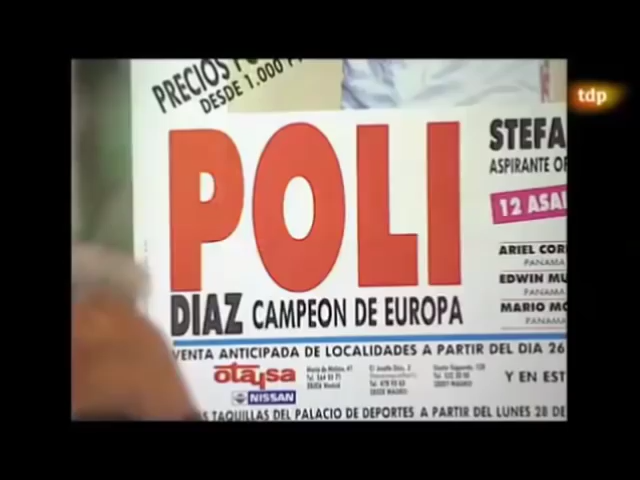 PRECIOS
DESDE 1.000
tdp
POLI
DIAZ CAMPEON DE EUROPA
STEFA
ASPIRANTE OF
12 ASAL
ARIEL COR
PANAMA
EDWIN MU
PANAMA
MARIO MO
PANAMA
VENTA ANTICIPADA DE LOCALIDADES A PARTIR DEL DIA 26
otaysa
NISSAN
Y EN EST
AS TAQUILLAS DEL PALACIO DE DEPORTES A PARTIR DEL LUNES 28 DE